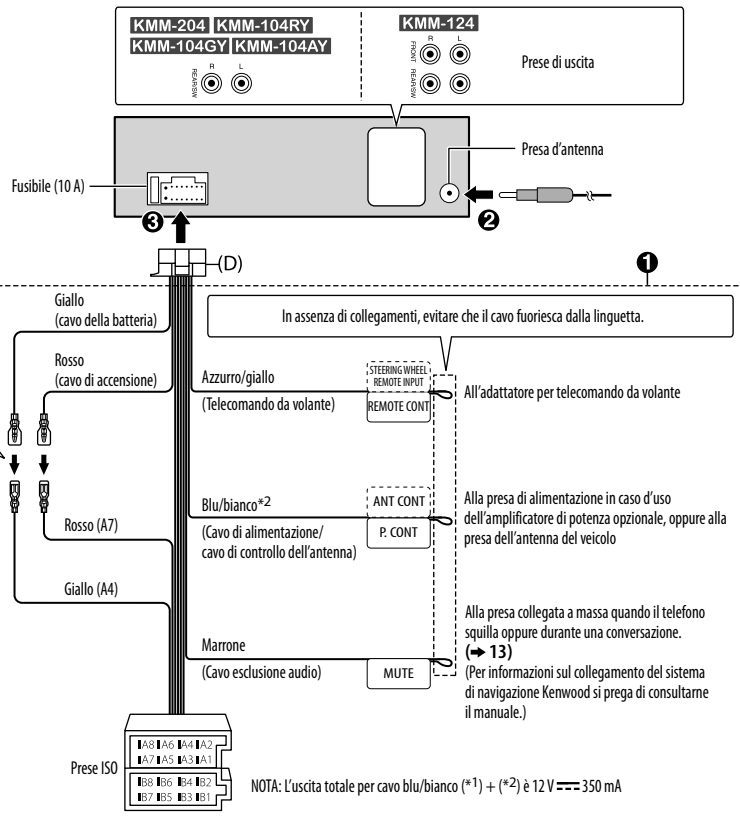 KMM-204 KMM-104RY
KMM-104GY KMM-104AY
REAR/SW
R L
KMM-124
FRONT
R L
REAR/SW
Prese di uscita
Presa d'antenna
Fusibile (10 A)
3
2
(D)
1
Giallo
(cavo della batteria)
In assenza di collegamenti, evitare che il cavo fuoriesca dalla linguetta.
Rosso
(cavo di accensione)
Azzurro/giallo
(Telecomando da volante)
STEERING WHEEL
REMOTE INPUT
REMOTE CONT
All'adattatore per telecomando da volante
Blu/bianco*2
(Cavo di alimentazione/
cavo di controllo dell'antenna)
ANT CONT
P. CONT
Alla presa di alimentazione in caso d'uso
dell'amplificatore di potenza opzionale, oppure alla
presa dell'antenna del veicolo
Rosso (A7)
Giallo (A4)
Marrone
(Cavo esclusione audio)
MUTE
Alla presa collegata a massa quando il telefono
squilla oppure durante una conversazione.
(➜ 13)
(Per informazioni sul collegamento del sistema
di navigazione Kenwood si prega di consultarne
il manuale.)
Prese ISO
A8 A6 A4 A2
A7 A5 A3 A1
B8 B6 B4 B2
B7 B5 B3 B1
NOTA: L'uscita totale per cavo blu/bianco (*1) + (*2) è 12 V ⎓ 350 mA